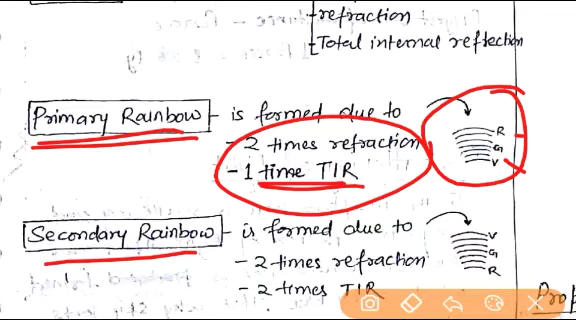 - refraction
- Total internal reflection
Primary Rainbow - is formed due to
- 2 times refraction
- 1 time TIR
R
G
V
Secondary Rainbow - is formed due to
- 2 times refraction
- 2 times TIR
V
G
R
Prop